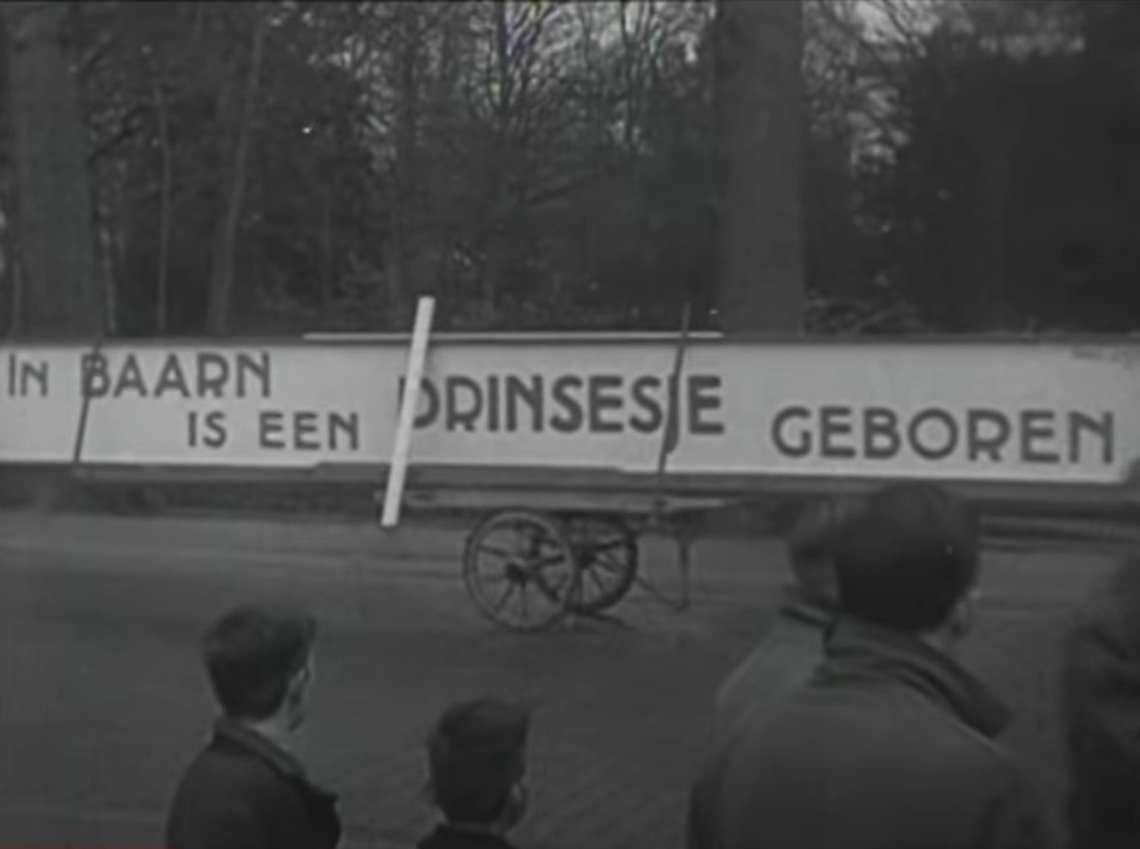 In BAARN
IS EEN
PRINSESJE
GEBOREN